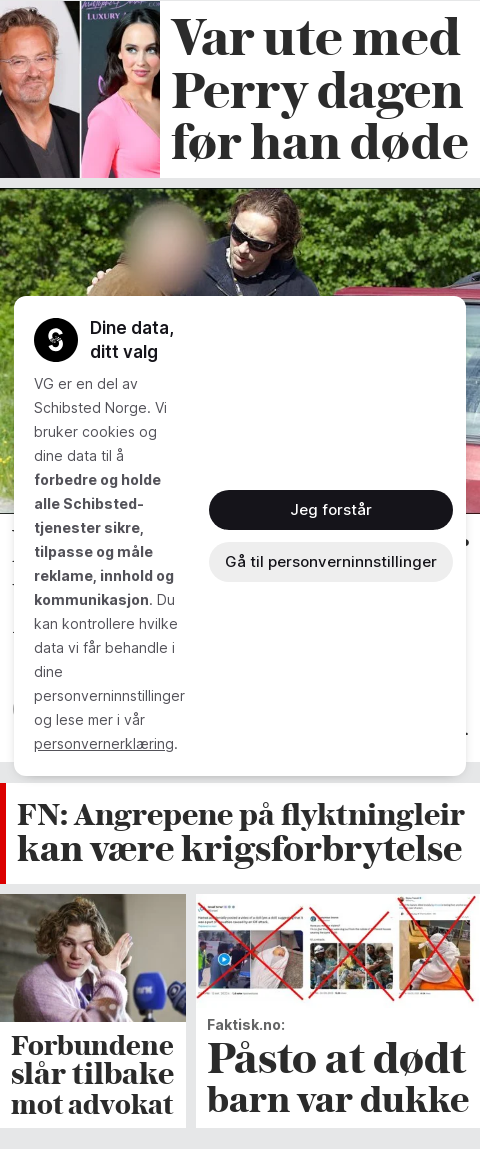 Var ute med
Perry dagen
før han døde
LUXURY
Dine data,
ditt valg
VG er en del av
Schibsted Norge. Vi
bruker cookies og
dine data til å
forbedre og holde
alle Schibsted-
tjenester sikre,
tilpasse og måle
reklame, innhold og
kommunikasjon. Du
kan kontrollere hvilke
data vi får behandle i
dine
personverninnstillinger
og lese mer i vår
personvernerklæring.
Jeg forstår
Gå til personverninnstillinger
FN: Angrepene på flyktningleir
kan være krigsforbrytelse
NRK
Forbundene
slår tilbake
mot advokat
Faktisk.no:
Påsto at dødt
barn var dukke